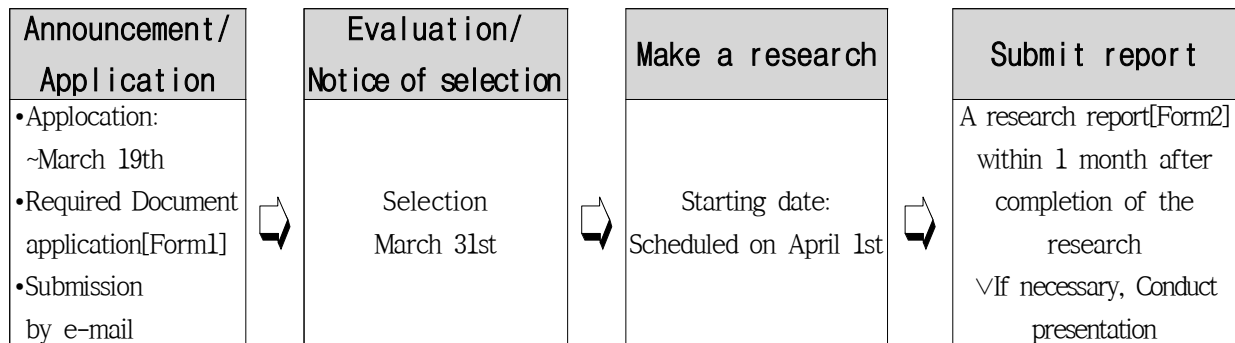 Announcement/
Application
•Applocation:
~March 19th
•Required Document
application[Form1]
•Submission
by e-mail
Evaluation/
Notice of selection
Selection
March 31st
Make a research
Starting date:
Scheduled on April 1st
Submit report
A research report[Form2]
within 1 month after
completion of the
research
∨If necessary, Conduct
presentation